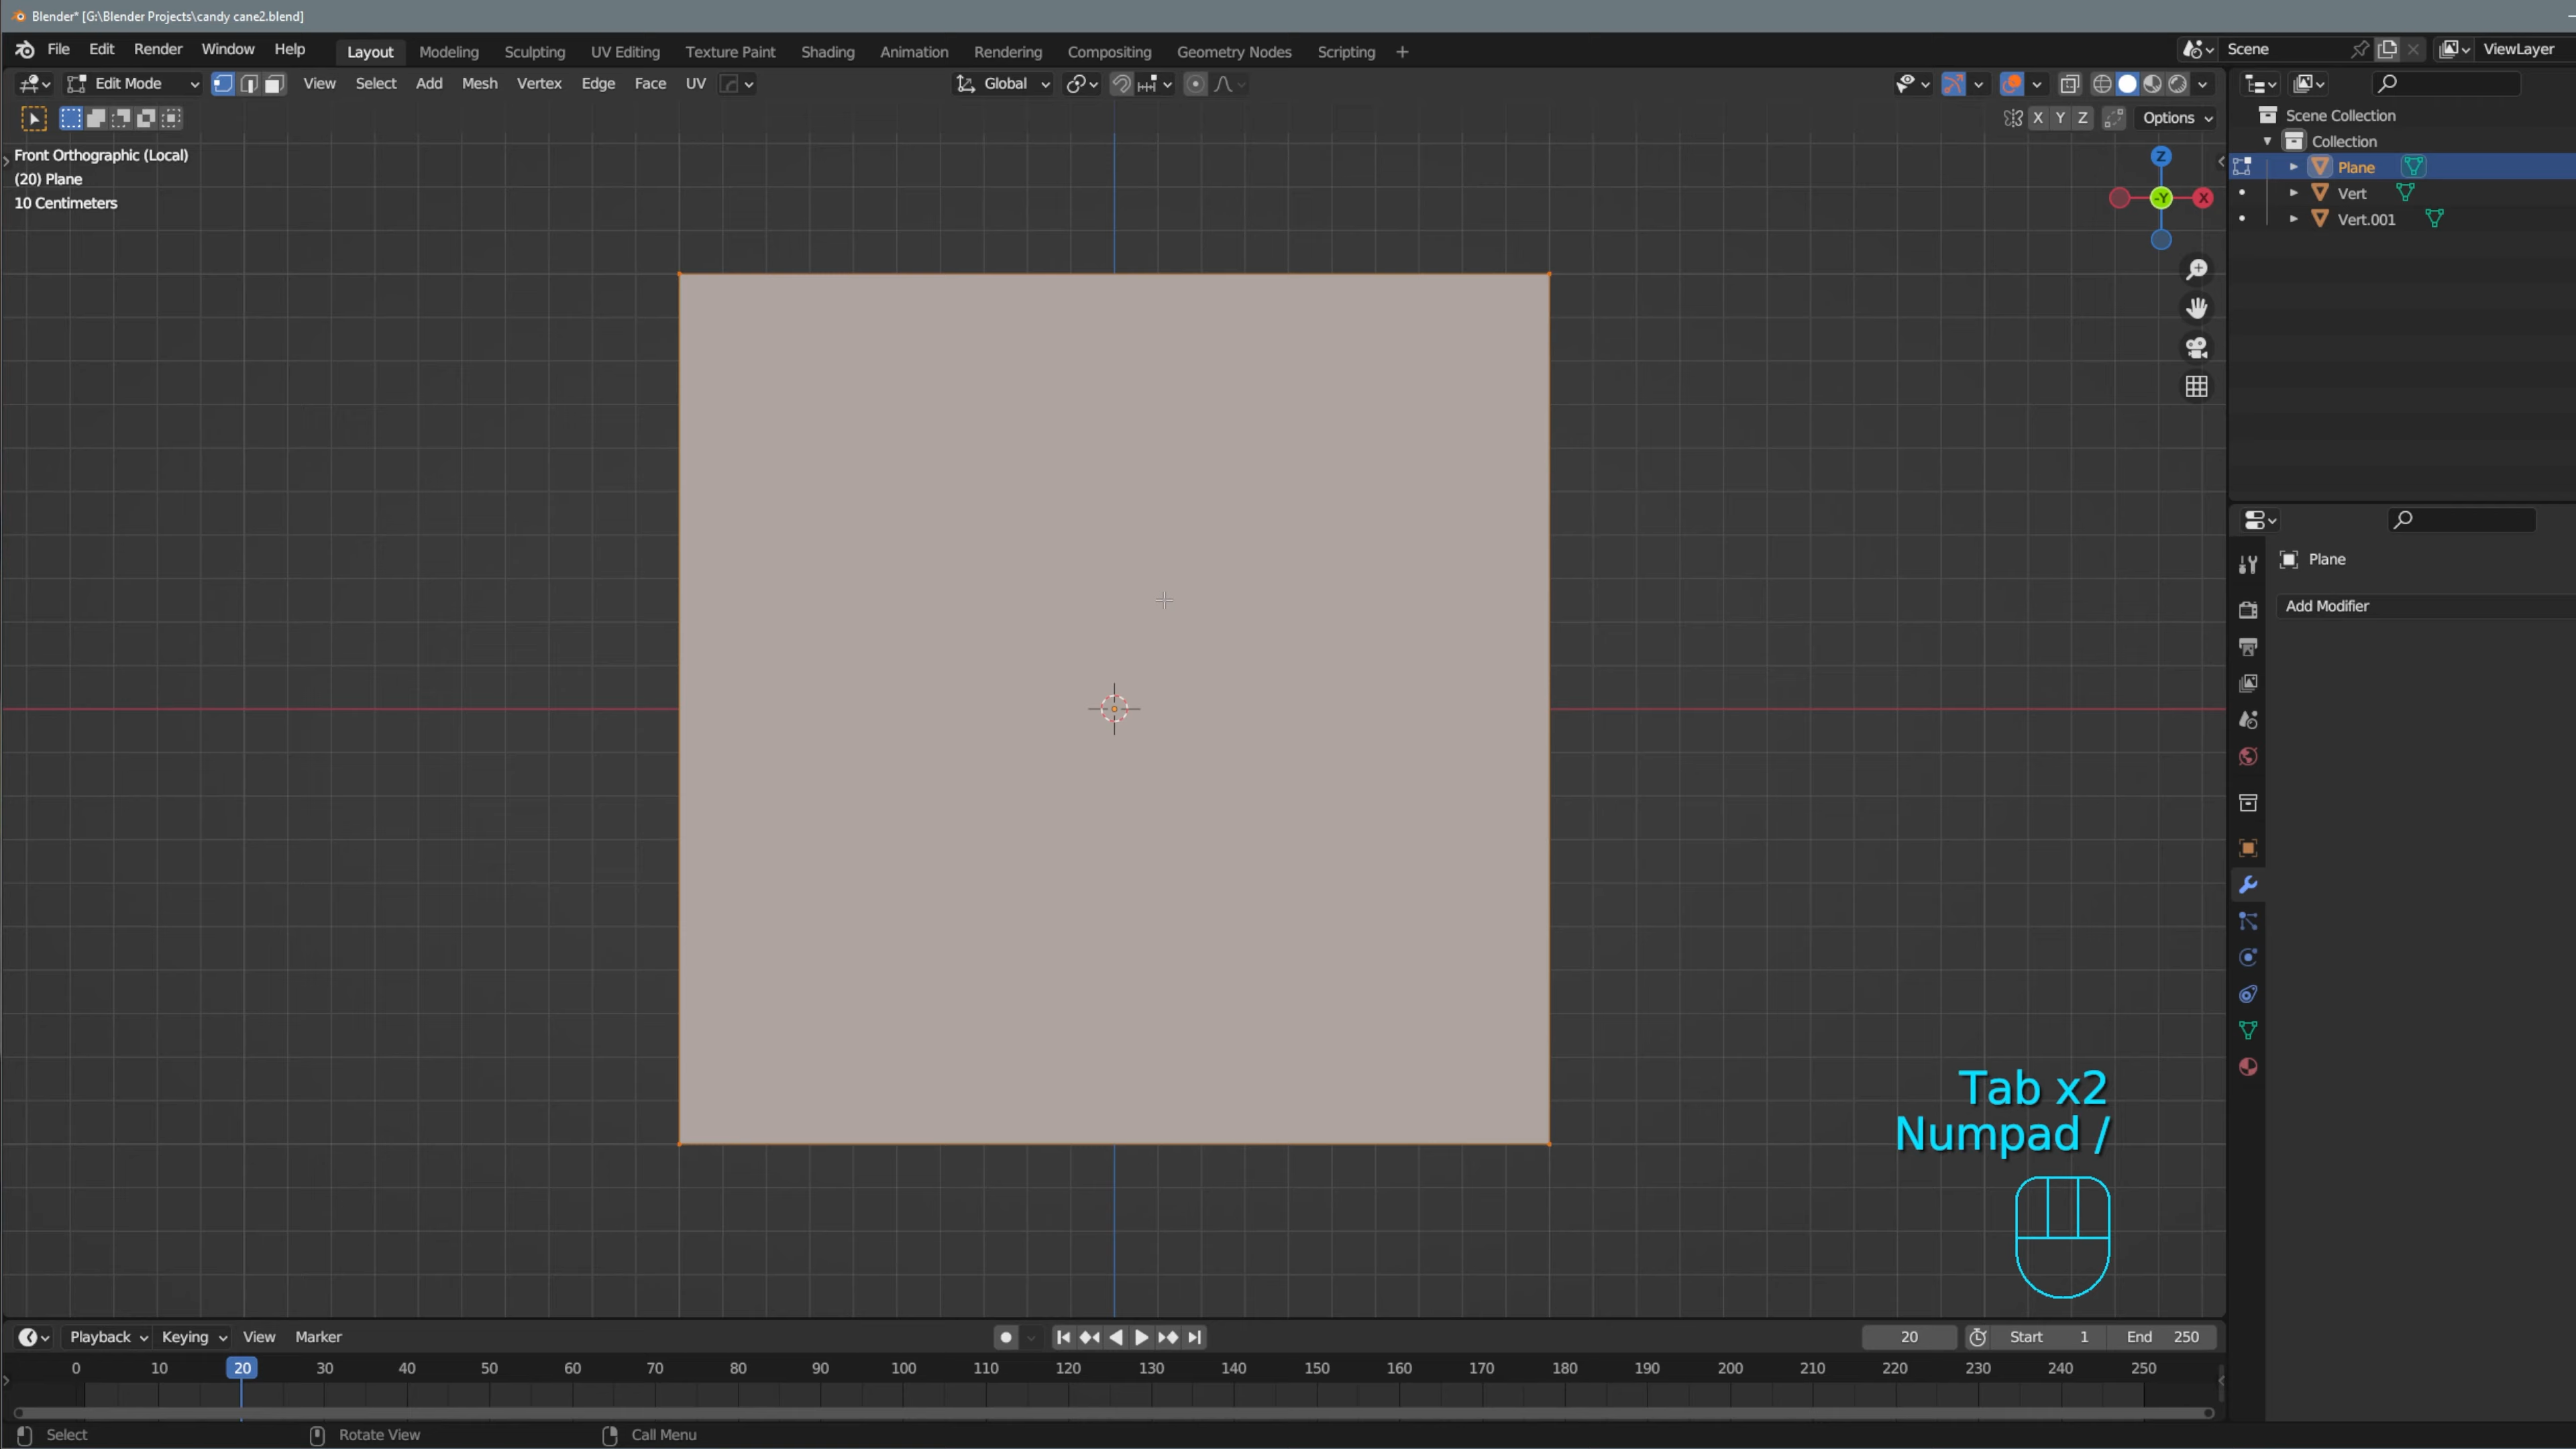 Blender* [G:\Blender Projects\candy cane2.blend]
File Edit Render Window Help Layout Modeling Sculpting UV Editing Texture Paint Shading Animation Rendering Compositing Geometry Nodes Scripting + Scene ViewLayer
Edit Mode View Select Add Mesh Vertex Edge Face UV Global
X Y Z Options
Front Orthographic (Local)
(20) Plane
10 Centimeters
Z
-Y
X
Scene Collection
Collection
Plane
Vert
Vert.001
Plane
Add Modifier
Tab x2
Numpad /
Playback Keying View Marker 20 Start 1 End 250
0 10 20 30 40 50 60 70 80 90 100 110 120 130 140 150 160 170 180 190 200 210 220 230 240 250
Select Rotate View Call Menu